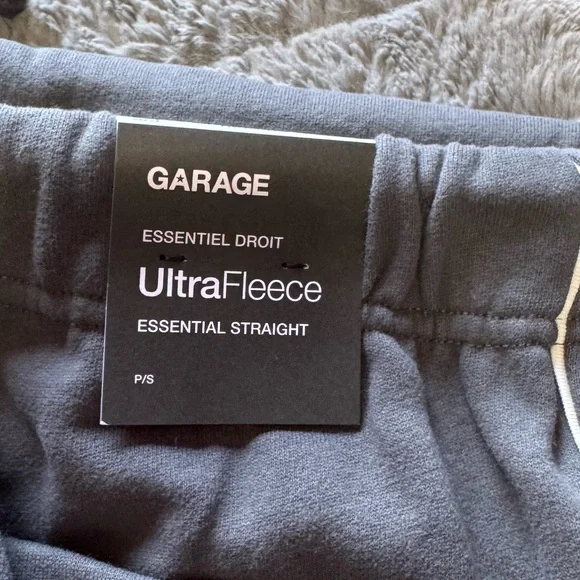 GARAGE
ESSENTIEL DROIT
UltraFleece
ESSENTIAL STRAIGHT
P/S